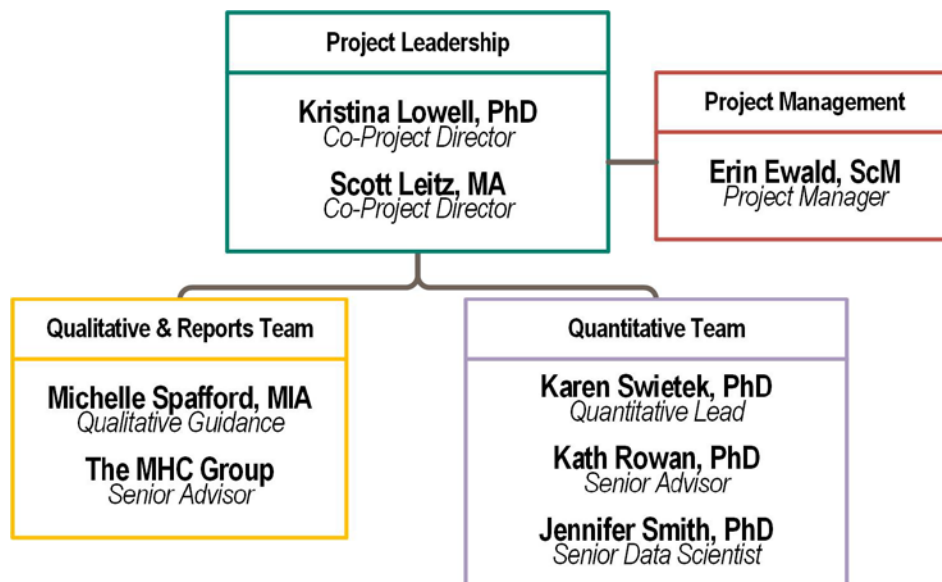 Project Leadership
Kristina Lowell, PhD
Co-Project Director
Scott Leitz, MA
Co-Project Director
Project Management
Erin Ewald, ScM
Project Manager
Qualitative & Reports Team
Michelle Spafford, MIA
Qualitative Guidance
The MHC Group
Senior Advisor
Quantitative Team
Karen Swietek, PhD
Quantitative Lead
Kath Rowan, PhD
Senior Advisor
Jennifer Smith, PhD
Senior Data Scientist